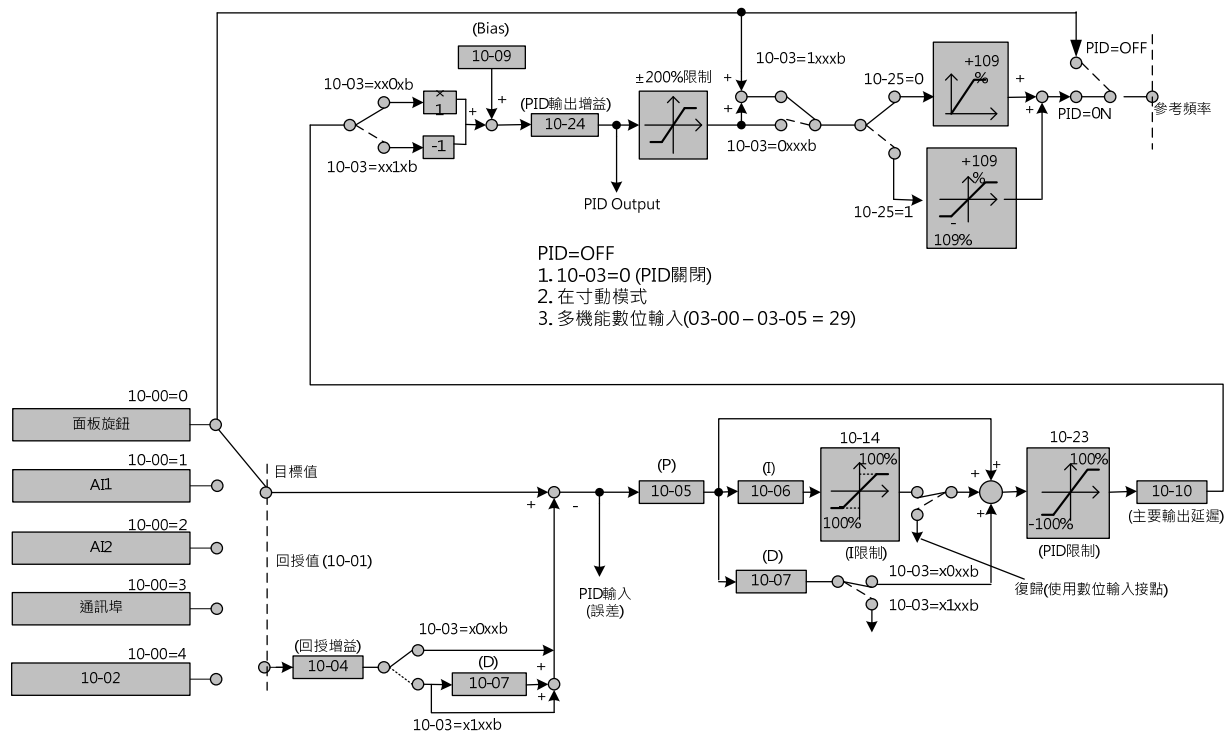 (Bias)
10-09
10-03=xx0xb
×
1
-1
10-03=xx1xb
+
+
(PID輸出增益)
10-24
PID Output
±200%限制
+
+
10-03=1xxxb
10-03=0xxxb
10-25=0
+109
%
10-25=1
+109
%
-
109%
+
+
PID=OFF
PID=0N
參考頻率
PID=OFF
1. 10-03=0 (PID關閉)
2. 在寸動模式
3. 多機能數位輸入(03-00 – 03-05 = 29)
10-00=0
面板旋鈕
10-00=1
AI1
10-00=2
AI2
10-00=3
通訊埠
10-00=4
10-02
目標值
回授值 (10-01)
(回授增益)
10-04
10-03=x0xxb
(D)
10-07
10-03=x1xxb
+
+
+
-
PID輸入
(誤差)
(P)
10-05
(I)
10-06
10-14
100%
100%
(I限制)
(D)
10-07
10-03=x0xxb
10-03=x1xxb
+
+
+
復歸(使用數位輸入接點)
10-23
100%
-100%
(PID限制)
10-10
(主要輸出延遲)